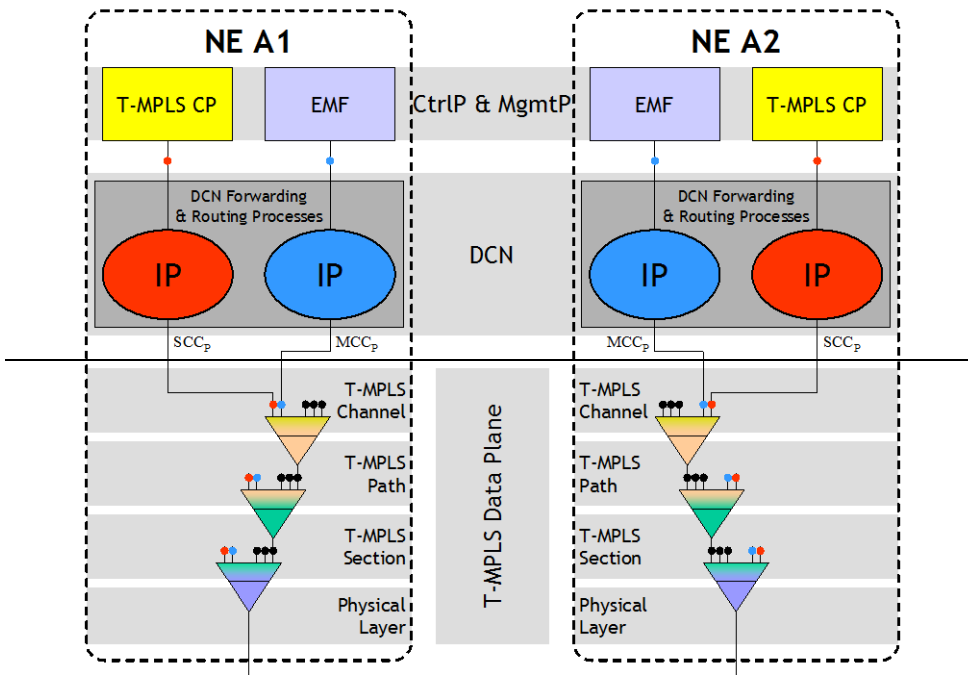 NE A1
NE A2
T-MPLS CP
EMF
CtrlP & MgmtP
EMF
T-MPLS CP
DCN Forwarding
& Routing Processes
DCN Forwarding
& Routing Processes
IP
IP
DCN
IP
IP
SCCP
MCCP
MCCP
SCCP
T-MPLS
Channel
T-MPLS
Path
T-MPLS
Section
Physical
Layer
T-MPLS Data Plane
T-MPLS
Channel
T-MPLS
Path
T-MPLS
Section
Physical
Layer